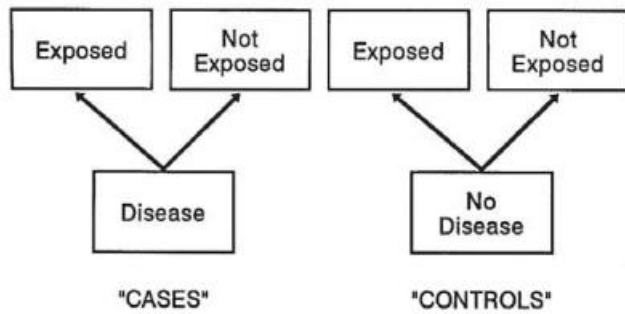 Exposed
Not
Exposed
Exposed
Not
Exposed
Disease
No
Disease
"CASES"
"CONTROLS"